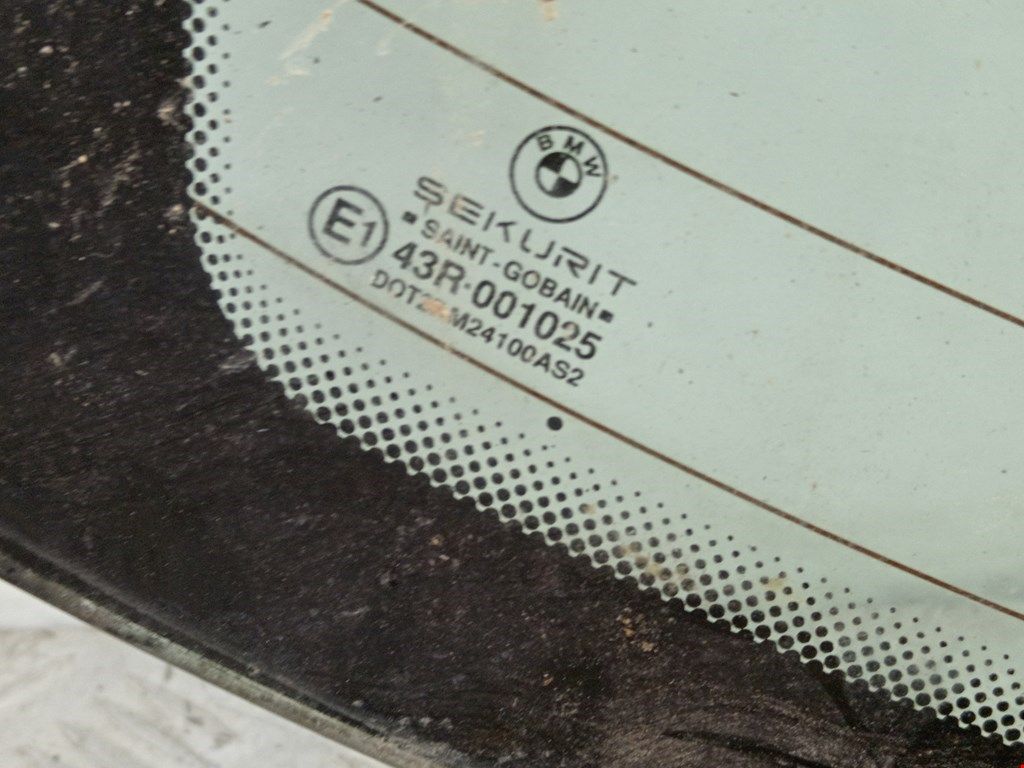 BMW
E1
SEKURIT
SAINT-GOBAIN
43R-001025
M24100AS2